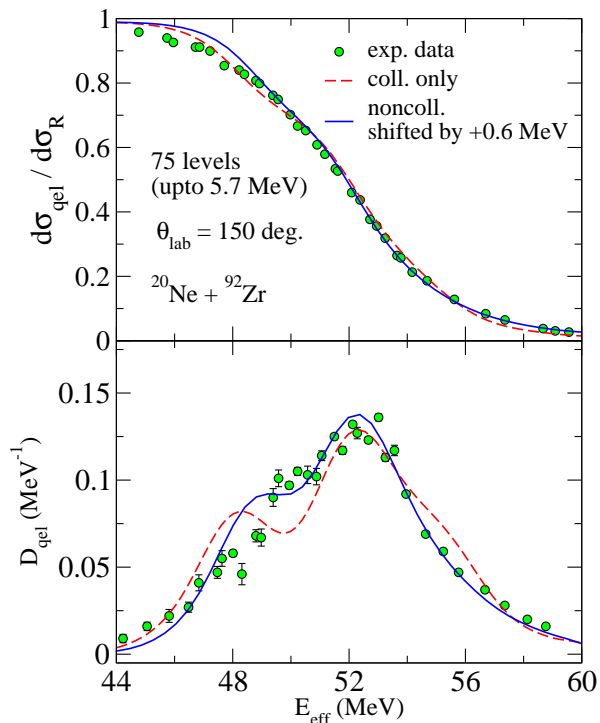 1
0.8
0.6
0.4
0.2
0
dσqel / dσR
exp. data
coll. only
noncoll.
shifted by +0.6 MeV
75 levels
(upto 5.7 MeV)
θlab = 150 deg.
20Ne + 92Zr
0.15
0.1
0.05
0
Dqel (MeV-1)
44 48 52 56 60
Eeff (MeV)